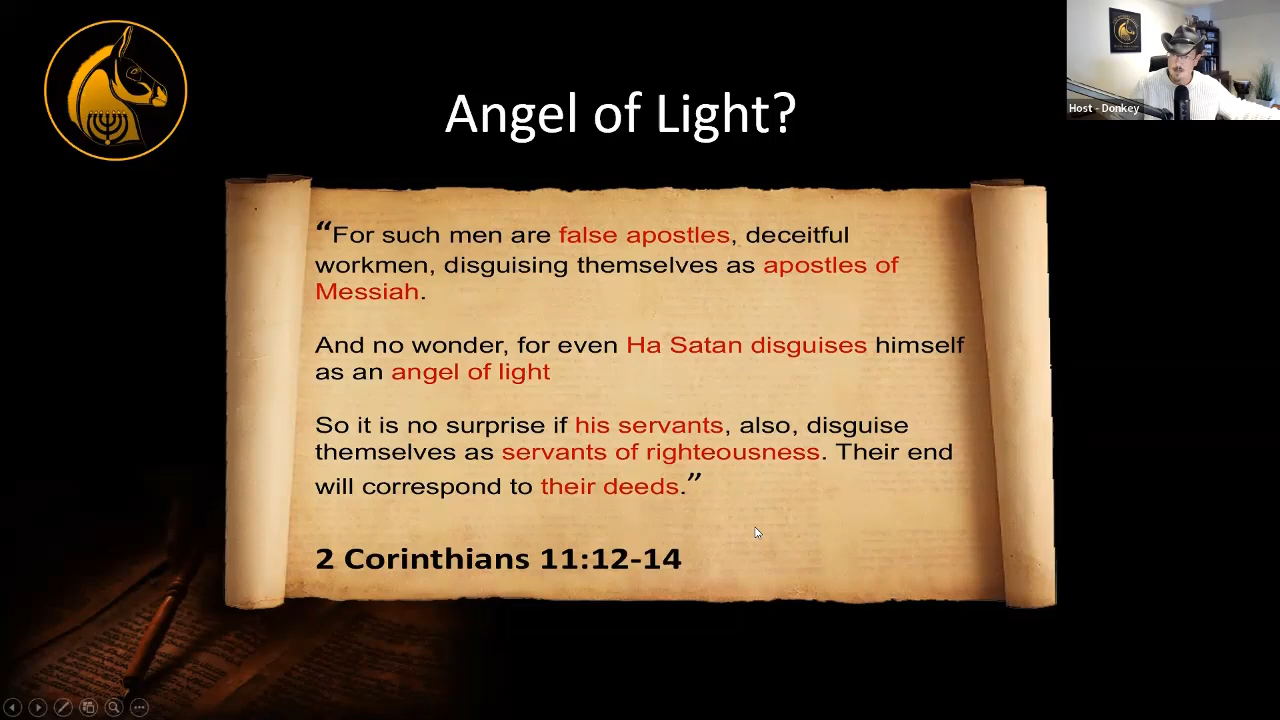 Angel of Light?
Host - Donkey
“For such men are false apostles, deceitful
workmen, disguising themselves as apostles of
Messiah.
And no wonder, for even Ha Satan disguises himself
as an angel of light
So it is no surprise if his servants, also, disguise
themselves as servants of righteousness. Their end
will correspond to their deeds.”
2 Corinthians 11:12-14